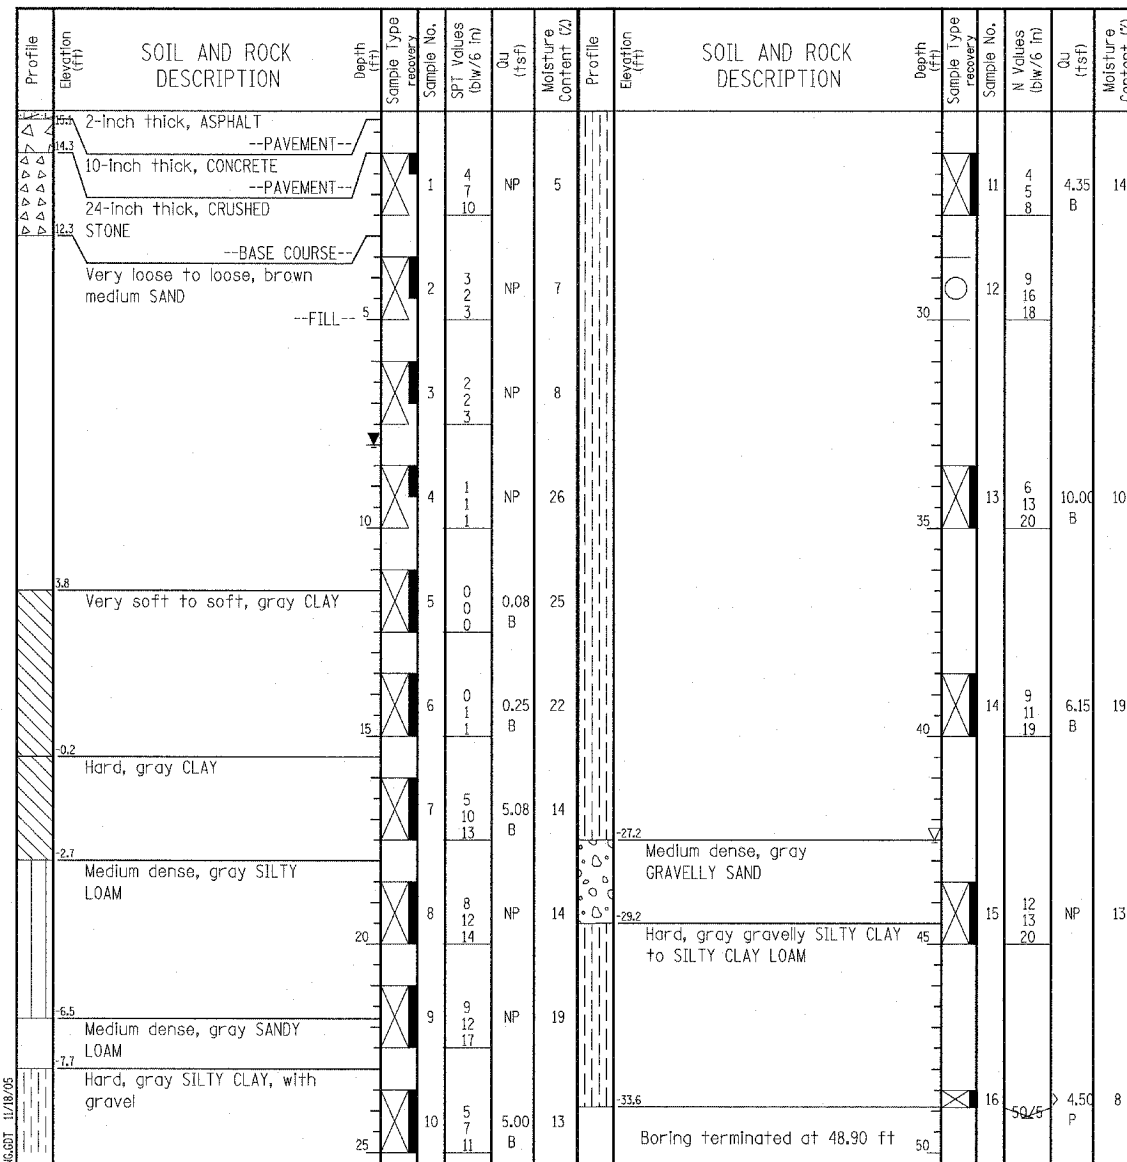 Profile
Elevation (ft)
SOIL AND ROCK
DESCRIPTION
Depth (ft)
Sample Type
recovery
Sample No.
SPT Values
(blw/6 in)
Qu
(tsf)
Moisture
Content (%)
Profile
Elevation (ft)
SOIL AND ROCK
DESCRIPTION
Depth (ft)
Sample Type
recovery
Sample No.
N Values
(blw/6 in)
Qu
(tsf)
Moisture
Content (%)
15.1 2-inch thick, ASPHALT
--PAVEMENT--
14.3 10-inch thick, CONCRETE
--PAVEMENT--
24-inch thick, CRUSHED
12.3 STONE
--BASE COURSE--
Very loose to loose, brown
medium SAND
--FILL-- 5
1 4 7 10 NP 5
2 3 2 3 NP 7
3 2 2 3 NP 8
4 1 1 1 NP 26
10
3.8
Very soft to soft, gray CLAY
5 0 0 0 0.08 B 25
6 0 1 1 0.25 B 22
15
-0.2
Hard, gray CLAY
7 5 10 13 5.08 B 14
-2.7
Medium dense, gray SILTY
LOAM
8 8 12 14 NP 14
20
-6.5
9 9 12 17 NP 19
Medium dense, gray SANDY
LOAM
-7.7
Hard, gray SILTY CLAY, with
gravel
10 5 7 11 5.00 B 13
25
11 4 5 8 4.35 B 14
12 9 16 18
30
13 6 13 20 10.00 B 10
35
14 9 11 19 6.15 B 19
40
-27.2
Medium dense, gray
GRAVELLY SAND
15 12 13 20 NP 13
-29.2
Hard, gray gravelly SILTY CLAY 45
to SILTY CLAY LOAM
-33.6
16 50/5 > 4.50 P 8
Boring terminated at 48.90 ft 50
NG.GDT 11/18/05